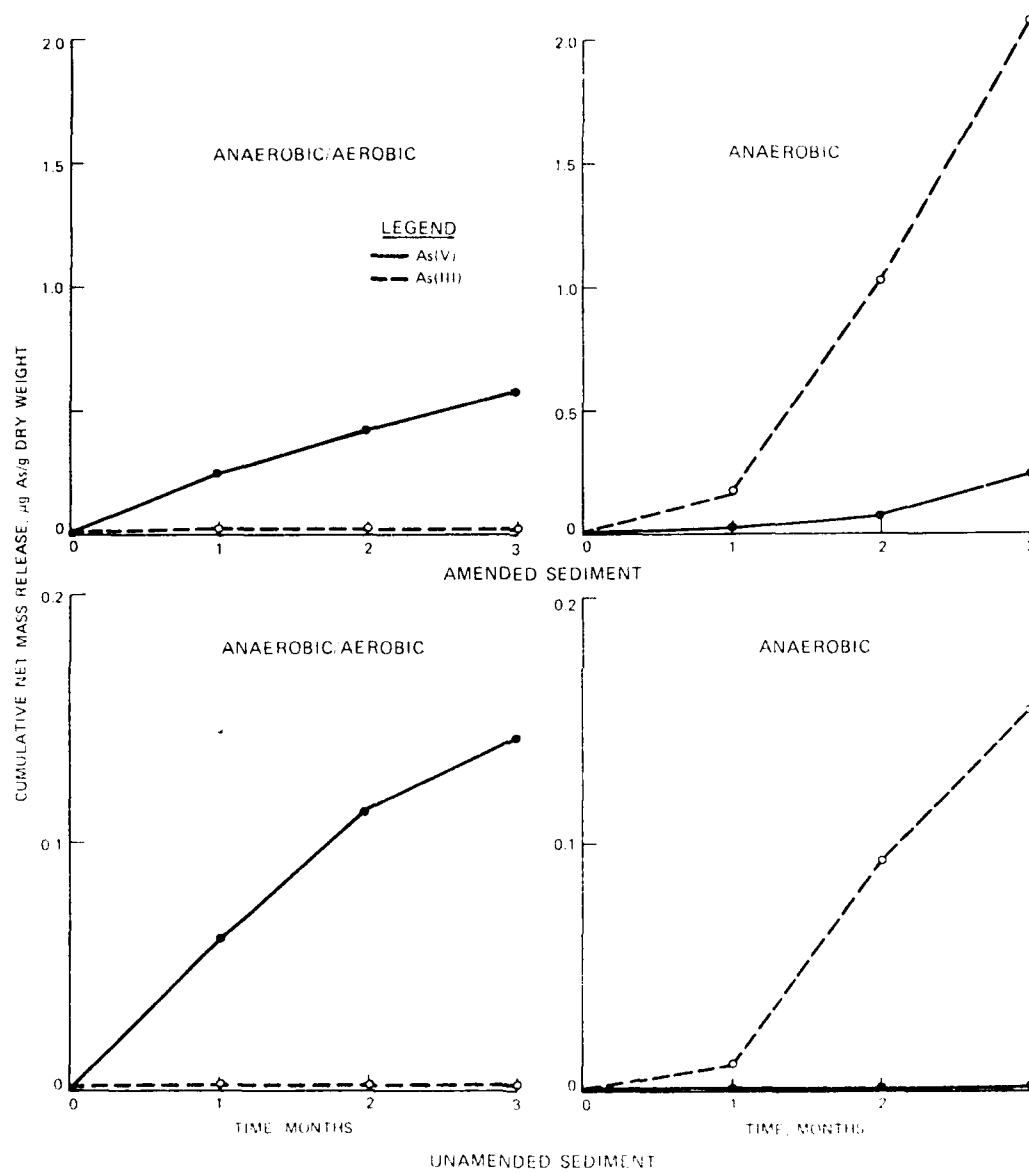 CUMULATIVE NET MASS RELEASE, µg As/g DRY WEIGHT
2.0
1.5
1.0
0
ANAEROBIC/AEROBIC
LEGEND
As(V)
As(III)
0 1 2 3
2.0
1.5
1.0
0.5
0
ANAEROBIC
0 1 2 3
AMENDED SEDIMENT
0.2
0.1
0
ANAEROBIC/AEROBIC
0 1 2 3
TIME, MONTHS
0.2
0.1
0
ANAEROBIC
0 1 2 3
TIME, MONTHS
UNAMENDED SEDIMENT